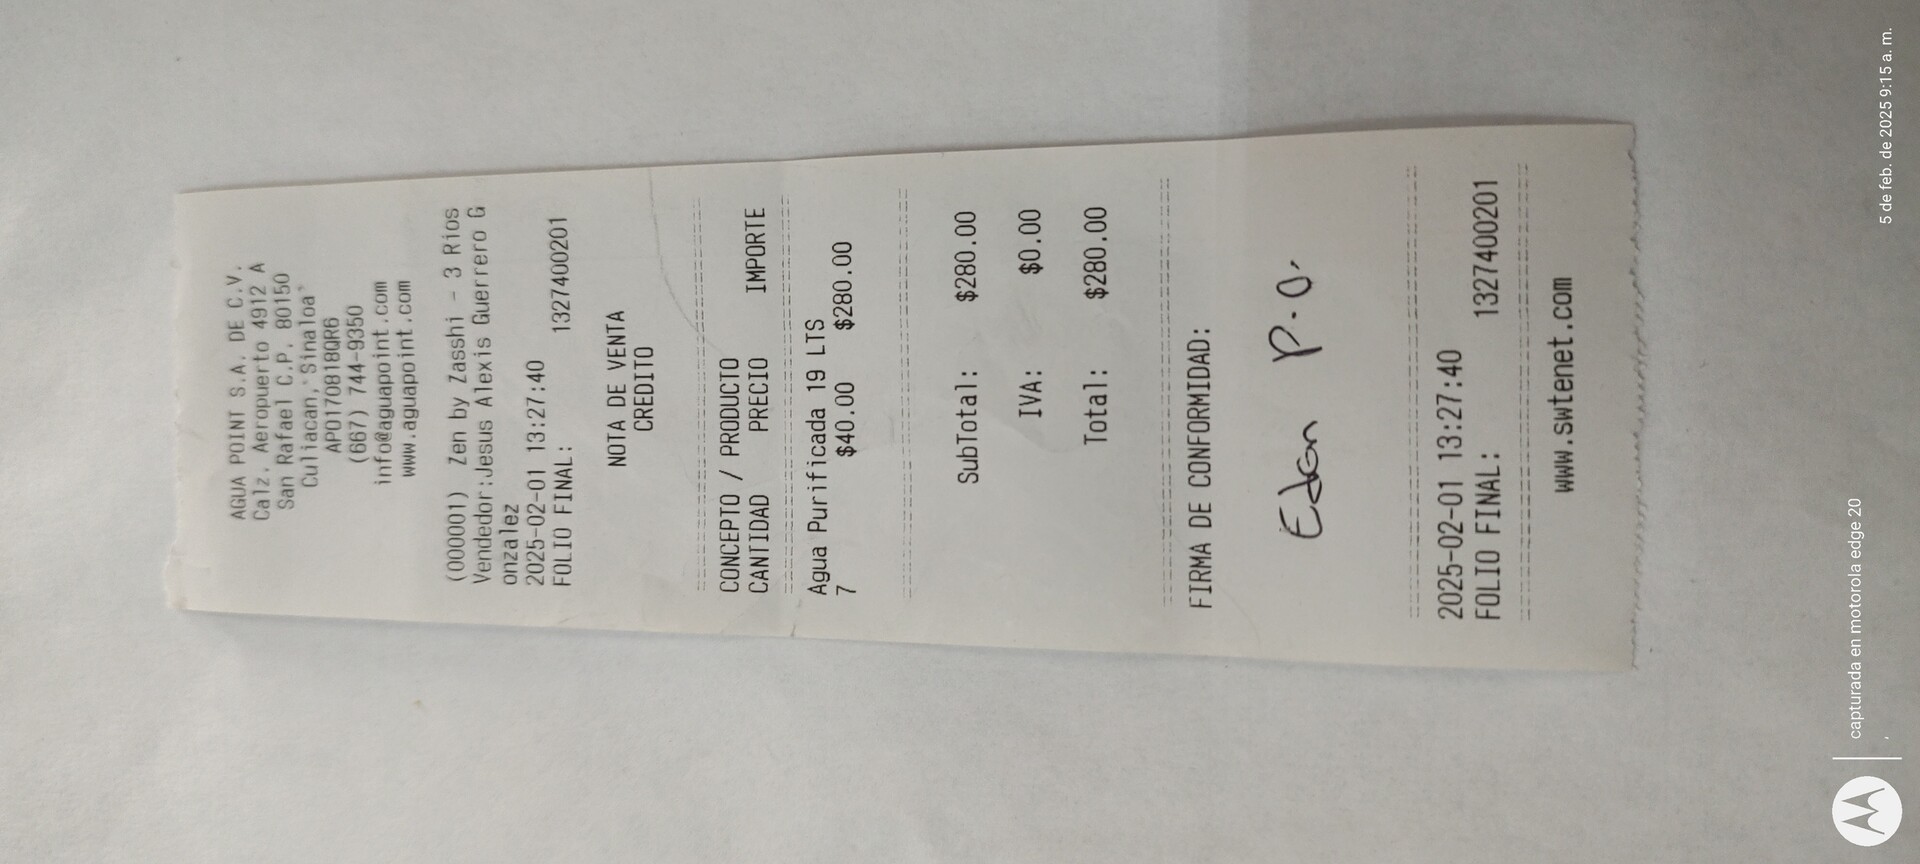 AGUA POINT S.A. DE C.V.
Calz. Aeropuerto 4912 A
San Rafael C.P. 80150
Culiacan, Sinaloa
APO170818QR6
(667) 744-9350
info@aguapoint.com
www.aguapoint.com
(000001) Zen by Zasshi - 3 Rios
Vendedor:Jesus Alexis Guerrero G
onzalez
2025-02-01 13:27:40
FOLIO FINAL: 1327400201
NOTA DE VENTA
CREDITO
CONCEPTO / PRODUCTO
CANTIDAD PRECIO IMPORTE
Agua Purificada 19 LTS
7 $40.00 $280.00
SubTotal: $280.00
IVA: $0.00
Total: $280.00
FIRMA DE CONFORMIDAD:
Edan P.O.
2025-02-01 13:27:40
FOLIO FINAL: 1327400201
www.swtenet.com
capturada en motorola edge 20
5 de feb. de 2025 9:15 a. m.